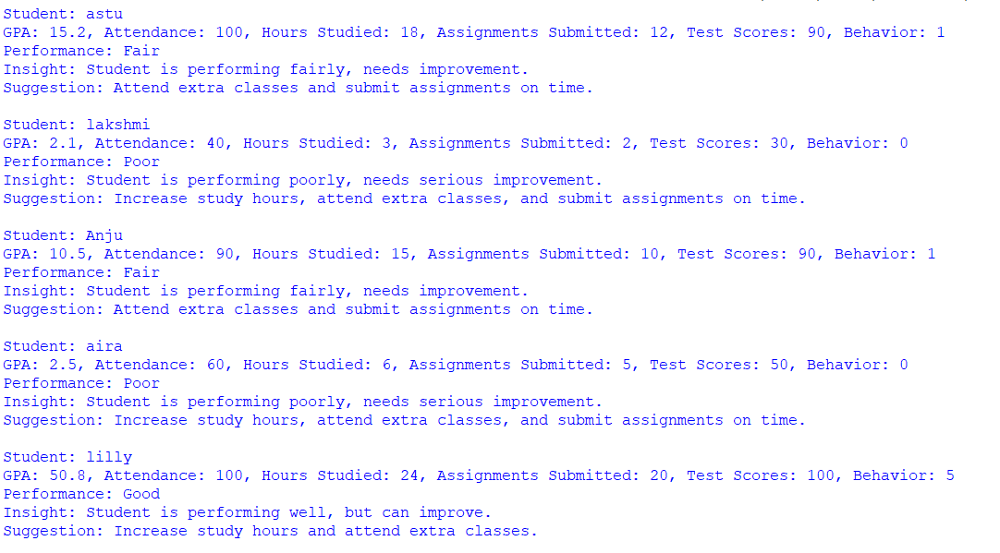 Student: astu
GPA: 15.2, Attendance: 100, Hours Studied: 18, Assignments Submitted: 12, Test Scores: 90, Behavior: 1
Performance: Fair
Insight: Student is performing fairly, needs improvement.
Suggestion: Attend extra classes and submit assignments on time.
Student: lakshmi
GPA: 2.1, Attendance: 40, Hours Studied: 3, Assignments Submitted: 2, Test Scores: 30, Behavior: 0
Performance: Poor
Insight: Student is performing poorly, needs serious improvement.
Suggestion: Increase study hours, attend extra classes, and submit assignments on time.
Student: Anju
GPA: 10.5, Attendance: 90, Hours Studied: 15, Assignments Submitted: 10, Test Scores: 90, Behavior: 1
Performance: Fair
Insight: Student is performing fairly, needs improvement.
Suggestion: Attend extra classes and submit assignments on time.
Student: aira
GPA: 2.5, Attendance: 60, Hours Studied: 6, Assignments Submitted: 5, Test Scores: 50, Behavior: 0
Performance: Poor
Insight: Student is performing poorly, needs serious improvement.
Suggestion: Increase study hours, attend extra classes, and submit assignments on time.
Student: lilly
GPA: 50.8, Attendance: 100, Hours Studied: 24, Assignments Submitted: 20, Test Scores: 100, Behavior: 5
Performance: Good
Insight: Student is performing well, but can improve.
Suggestion: Increase study hours and attend extra classes.